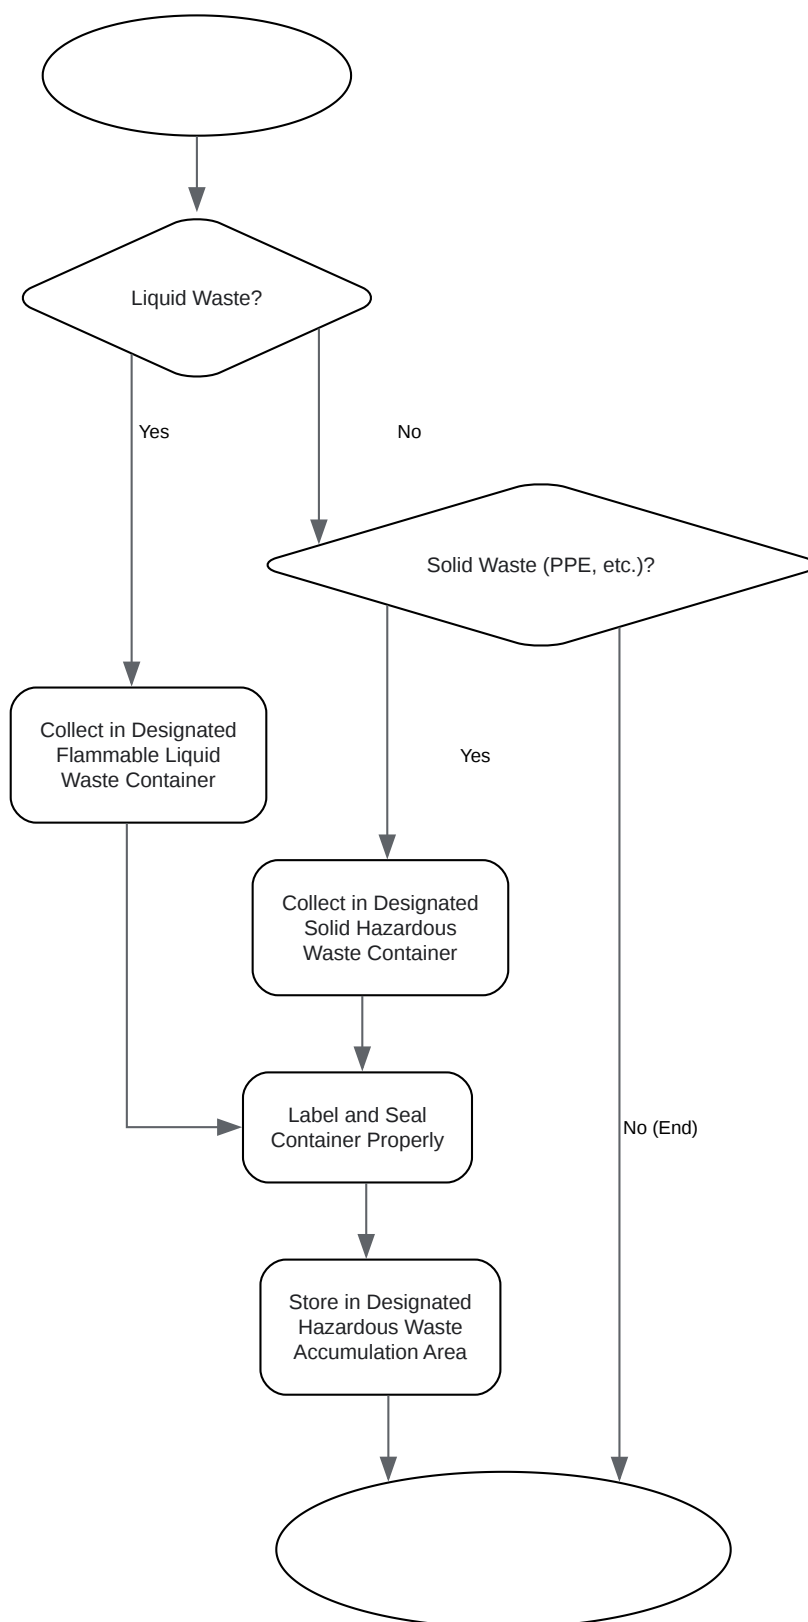 Liquid Waste?
Yes
No
Solid Waste (PPE, etc.)?
Collect in Designated
Flammable Liquid
Waste Container
Yes
Collect in Designated
Solid Hazardous
Waste Container
Label and Seal
Container Properly
No (End)
Store in Designated
Hazardous Waste
Accumulation Area